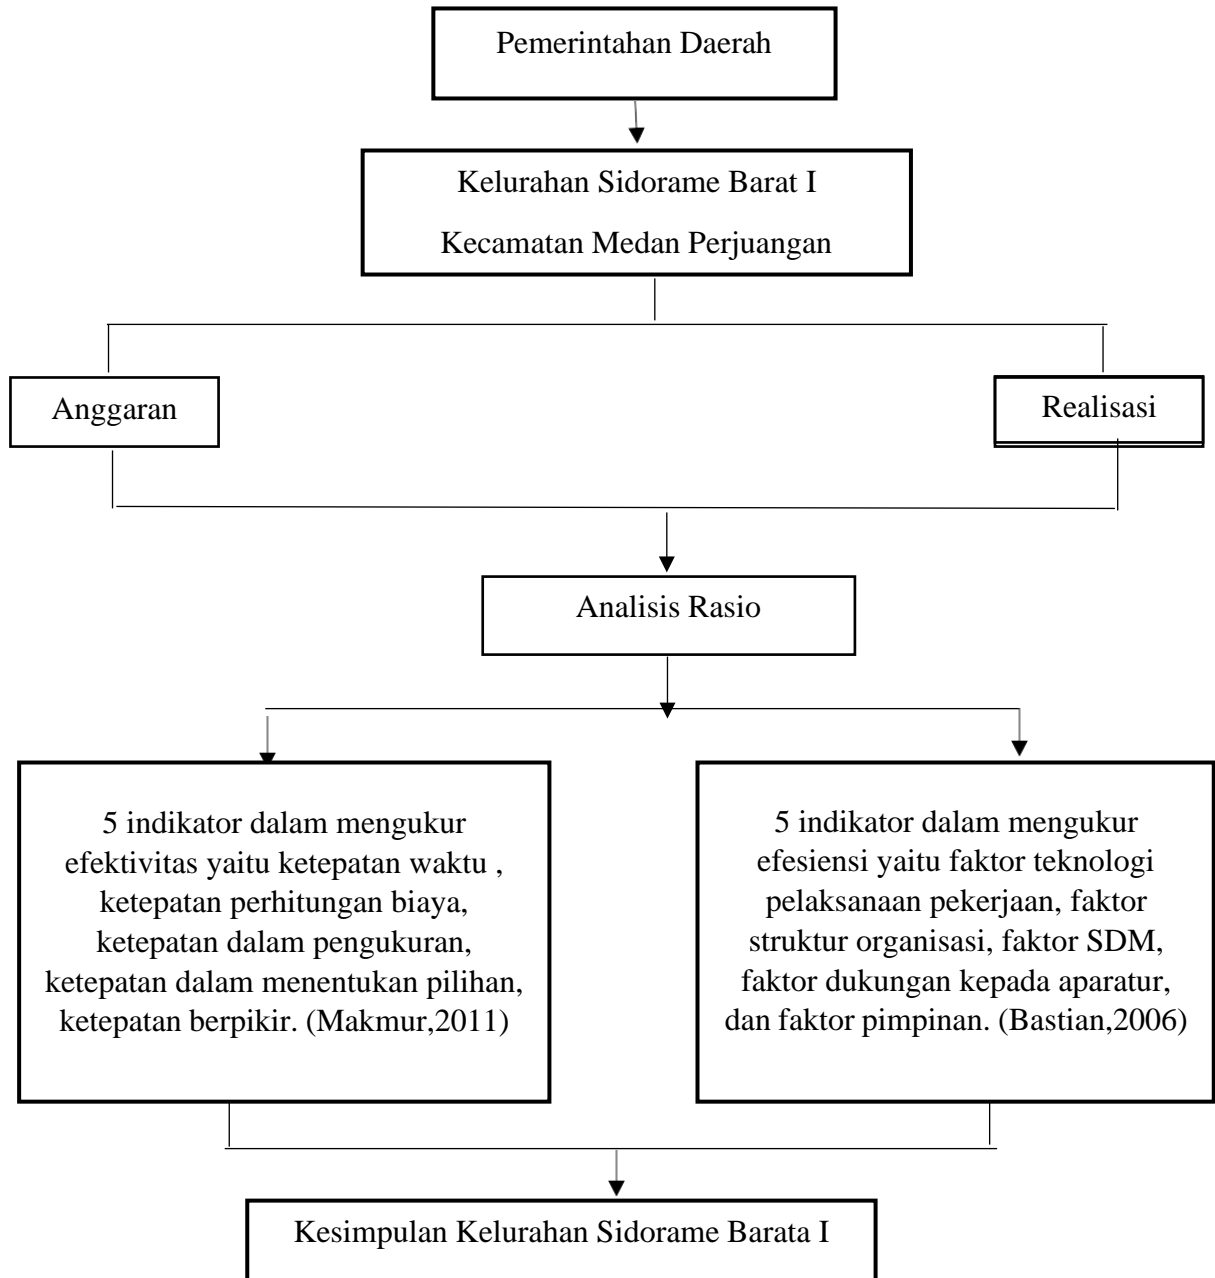 Pemerintahan Daerah
Kelurahan Sidorame Barat I
Kecamatan Medan Perjuangan
Anggaran
Realisasi
Analisis Rasio
5 indikator dalam mengukur
efektivitas yaitu ketepatan waktu ,
ketepatan perhitungan biaya,
ketepatan dalam pengukuran,
ketepatan dalam menentukan pilihan,
ketepatan berpikir. (Makmur,2011)
5 indikator dalam mengukur
efesiensi yaitu faktor teknologi
pelaksanaan pekerjaan, faktor
struktur organisasi, faktor SDM,
faktor dukungan kepada aparatur,
dan faktor pimpinan. (Bastian,2006)
Kesimpulan Kelurahan Sidorame Barata I